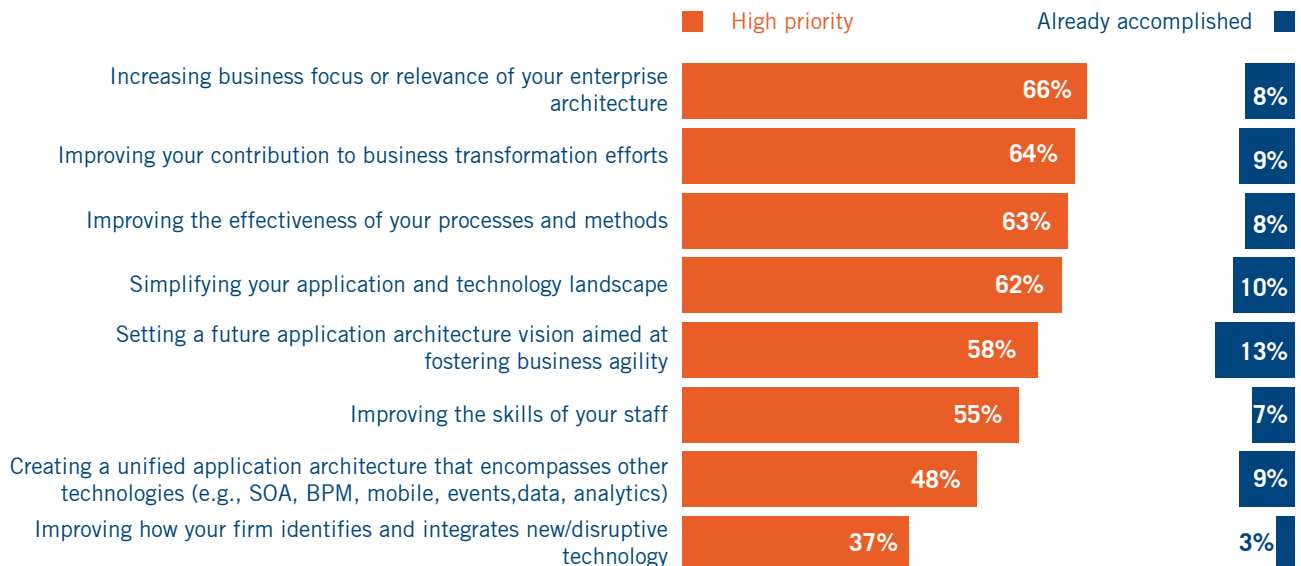 High priority
Already accomplished
Increasing business focus or relevance of your enterprise
architecture
66%
8%
Improving your contribution to business transformation efforts
64%
9%
Improving the effectiveness of your processes and methods
63%
8%
Simplifying your application and technology landscape
62%
10%
Setting a future application architecture vision aimed at
fostering business agility
58%
13%
Improving the skills of your staff
55%
7%
Creating a unified application architecture that encompasses other
technologies (e.g., SOA, BPM, mobile, events,data, analytics)
48%
9%
Improving how your firm identifies and integrates new/disruptive
technology
37%
3%